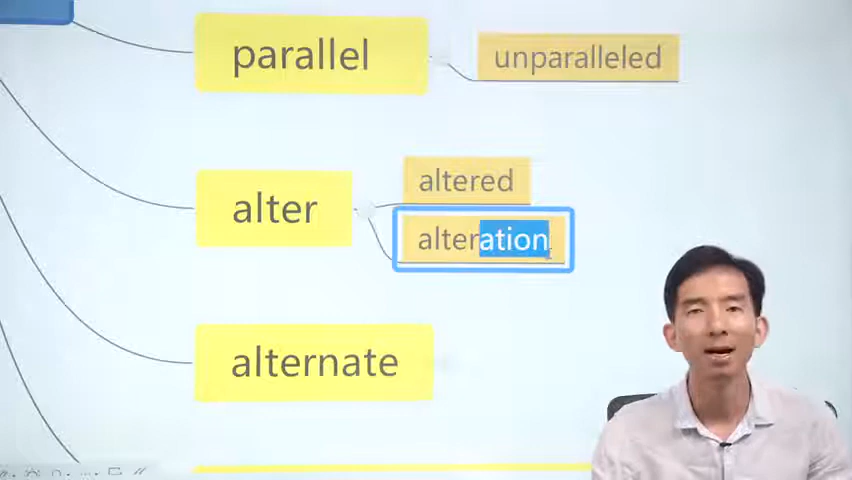 parallel
unparalleled
alter
altered
alteration
alternate